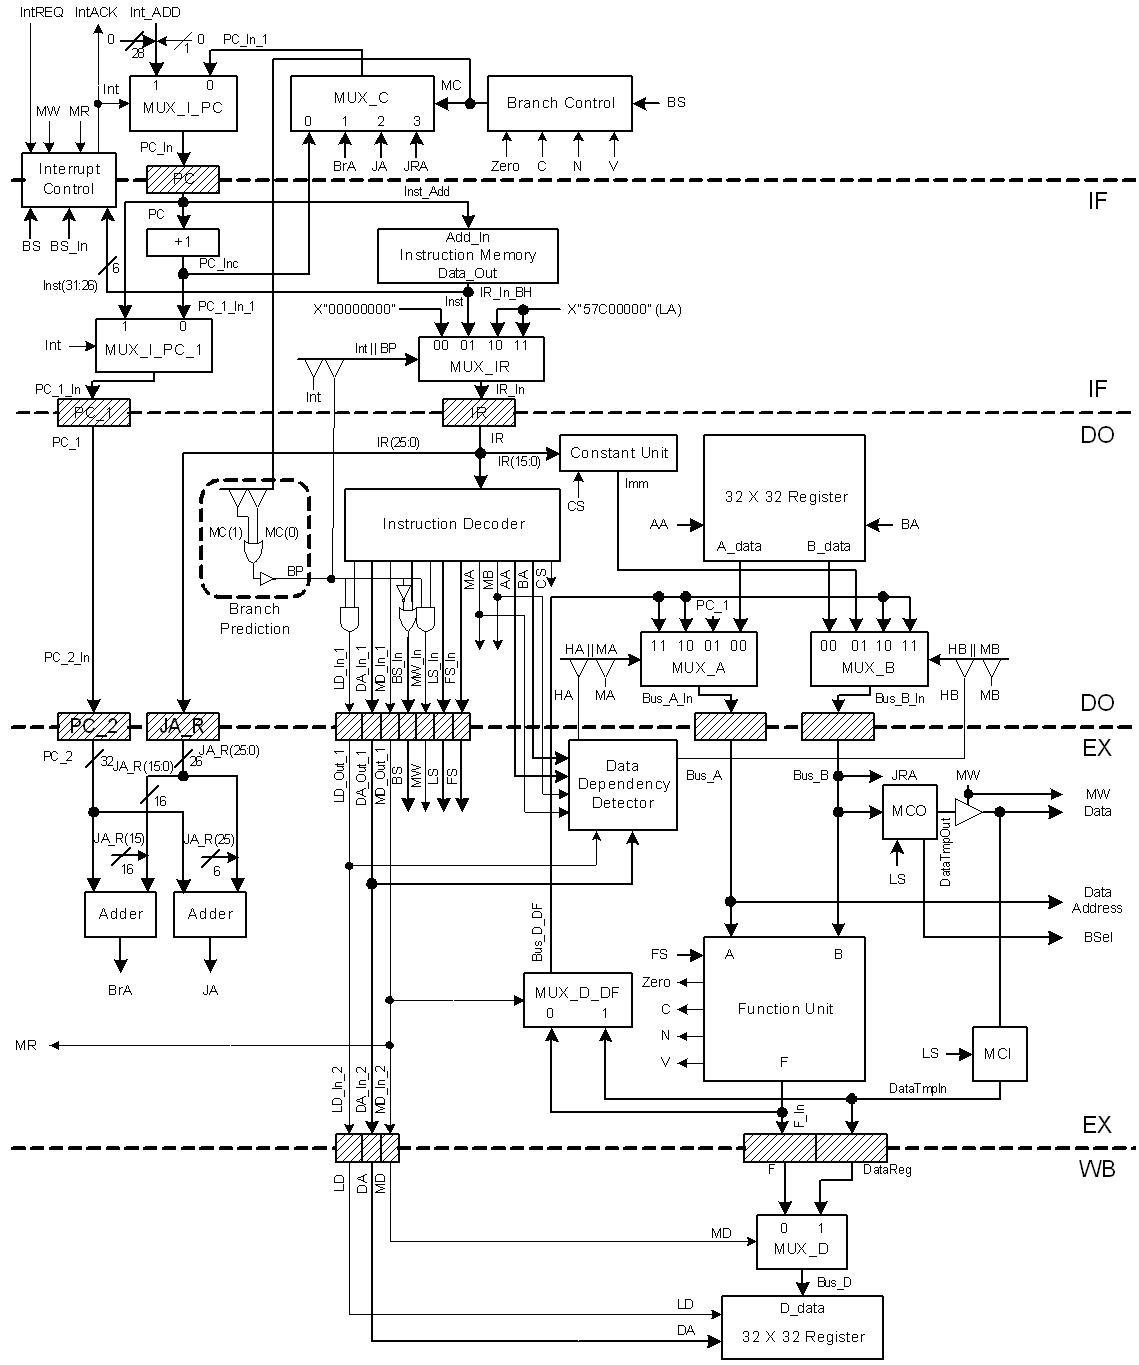 IntREQ IntACK Int_ADD
0 28 1 0 PC_In_1
Int 1 0
MUX_I_PC
MW MR
PC_In
MUX_C
0 1 2 3
BrA JA JRA
MC
Branch Control
BS
Zero C N V
Interrupt
Control
PC
IF
BS BS_In
PC
Inst_Add
+1
PC_Inc
6
Inst(31:26)
PC_1_In_1
Add_In
Instruction Memory
Data_Out
Inst IR_In_BH
X"00000000"
X"57C00000" (LA)
1 0
Int
MUX_I_PC_1
00 01 10 11
MUX_IR
Int || BP
Int
PC_1_In
IR_In
PC_1
IR
IF
DO
PC_1
IR(25:0)
IR
IR(15:0)
Constant Unit
CS
Imm
32 X 32 Register
AA
BA
A_data B_data
Instruction Decoder
MC(1) MC(0)
BP
Branch
Prediction
MA MB AA BA CS
PC_1
11 10 01 00
MUX_A
00 01 10 11
MUX_B
HA || MA
HB || MB
HA MA
HB MB
Bus_A_In
Bus_B_In
LD_In_1 DA_In_1 MD_In_1 BS_In MW_In LS_In FS_In
PC_2_In
PC_2
JA_R
DO
EX
PC_2
32
26
JA_R(25:0)
JA_R(15:0)
16
JA_R(15)
16
JA_R(25)
6
Adder
Adder
BrA
JA
LD_Out_1 DA_Out_1 MD_Out_1 BS MW LS FS
Data
Dependency
Detector
Bus_A
Bus_B
JRA
MCO
LS
MW
MW
Data
DataTmpOut
Data
Address
BSel
Bus_D_DF
MUX_D_DF
0 1
FS
A B
Zero
C
N
V
Function Unit
F
LS
MCI
DataTmpIn
MR
LD_In_2 DA_In_2 MD_In_2
F_In
EX
WB
LD DA MD
F
DataReg
MD
0 1
MUX_D
Bus_D
LD
DA
D_data
32 X 32 Register